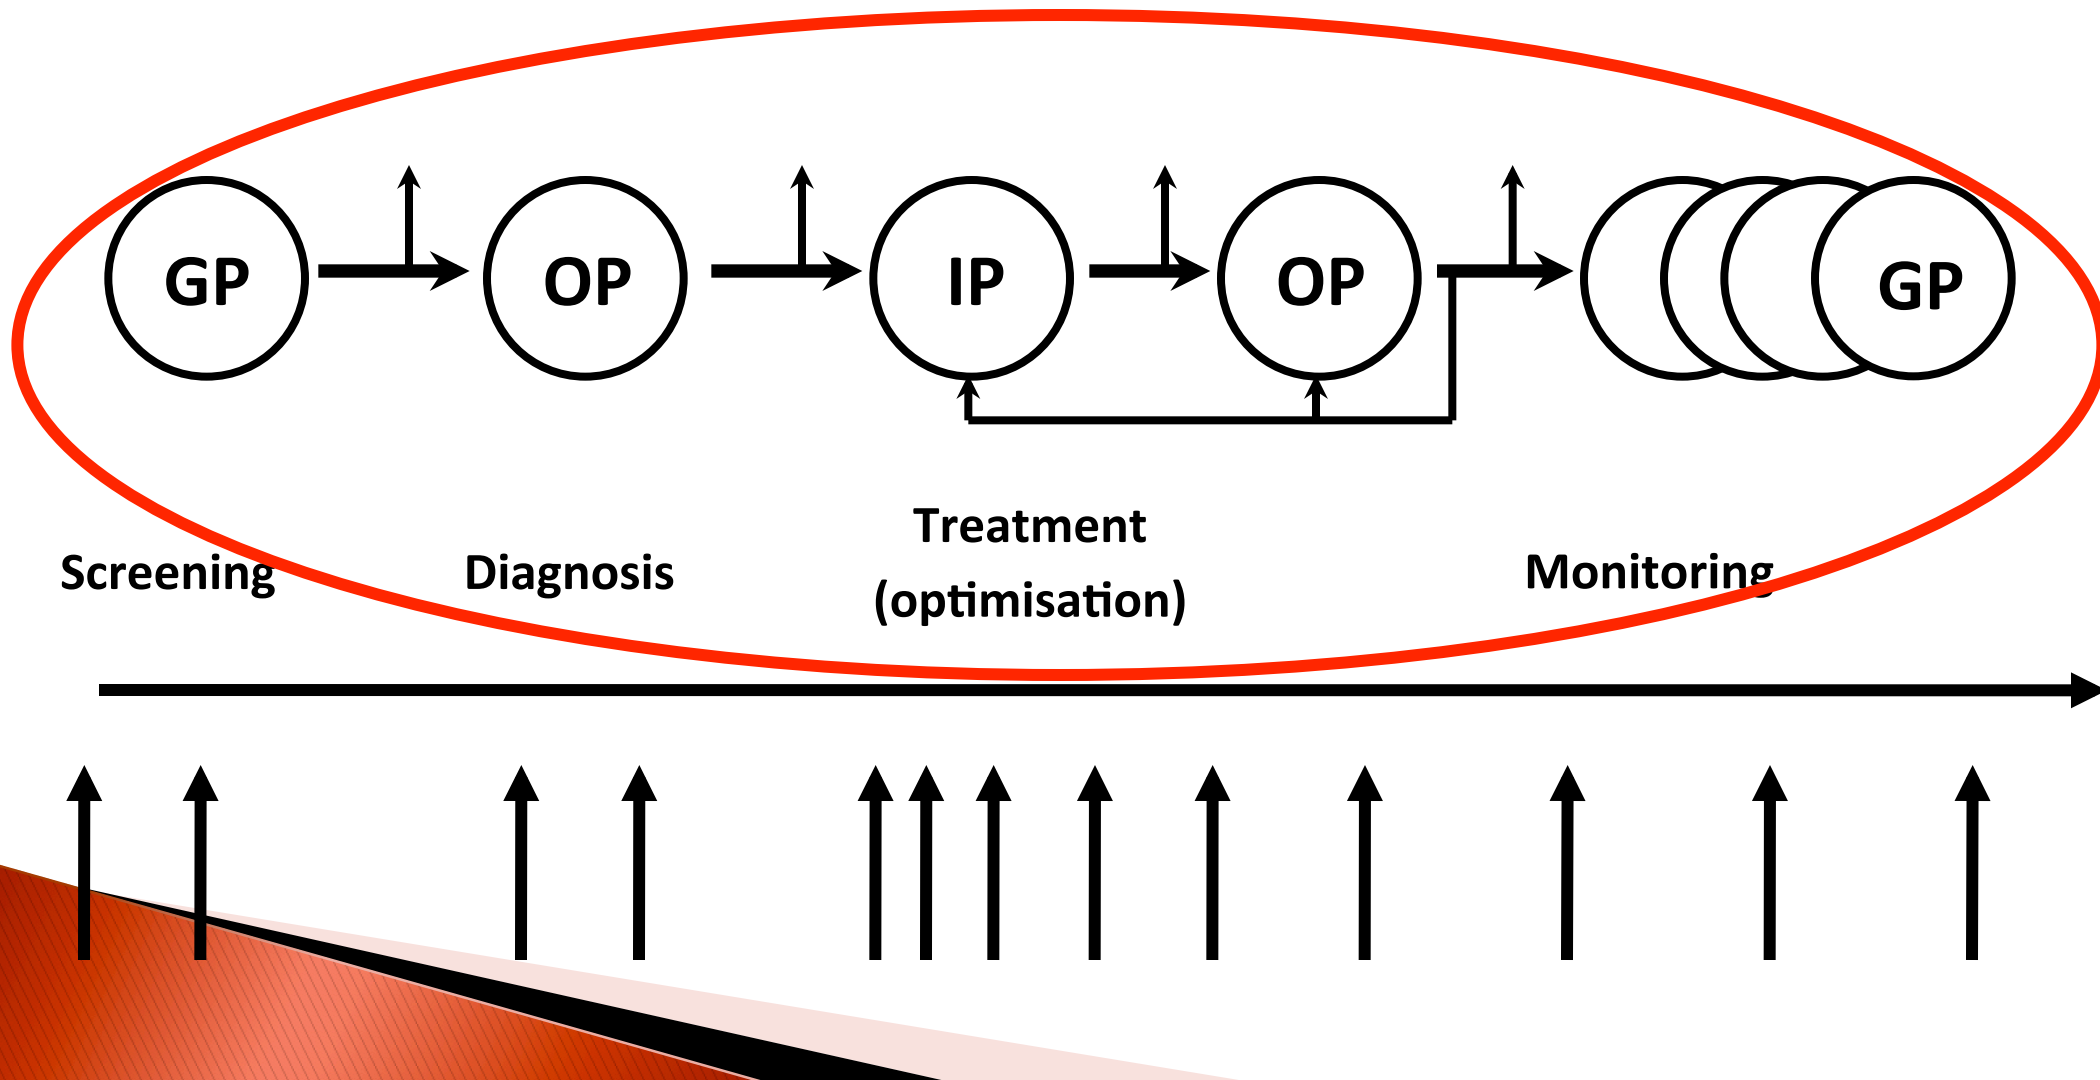 GP
OP
IP
OP
GP
Screening
Diagnosis
Treatment
(optimisation)
Monitoring